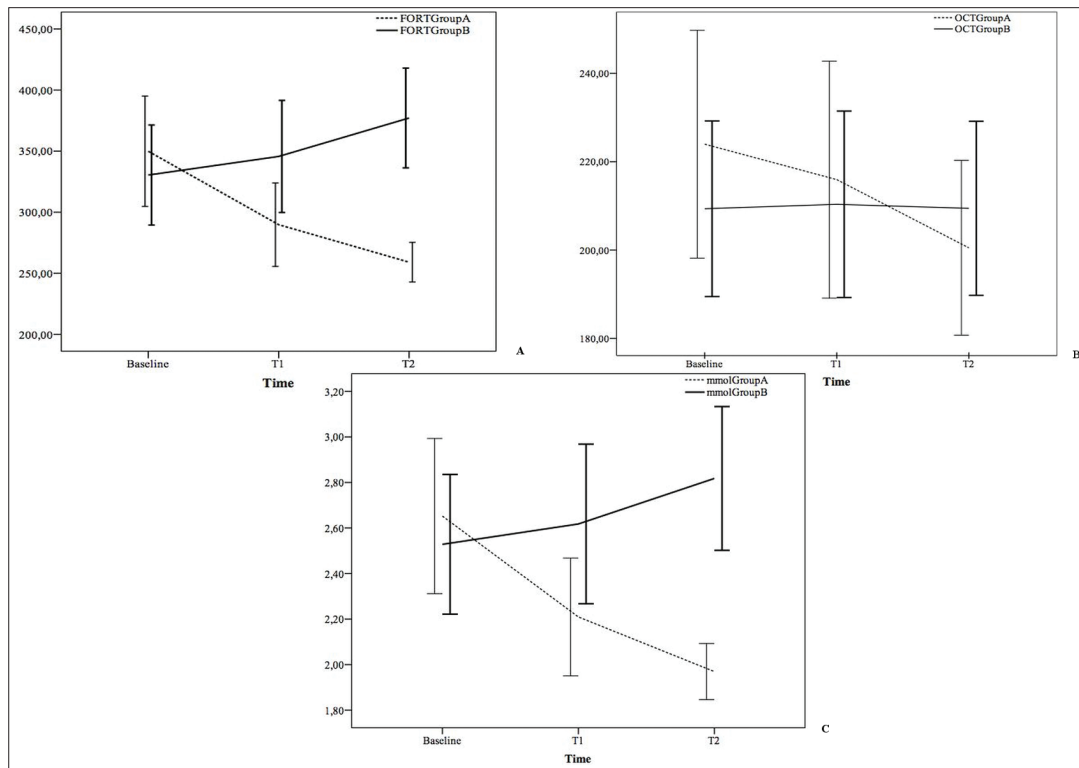 FORTGroupA
FORTGroupB
450,00
400,00
350,00
300,00
250,00
200,00
Baseline
T1
T2
Time
A
OCTGroupA
OCTGroupB
240,00
220,00
200,00
180,00
Baseline
T1
T2
Time
B
mmolGroupA
mmolGroupB
3,20
3,00
2,80
2,60
2,40
2,20
2,00
1,80
Baseline
T1
T2
Time
C